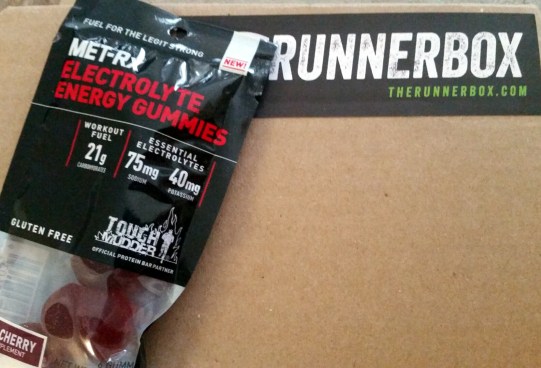 FUEL FOR THE LEGIT STRONG
MET-RX
NEW!
ELECTROLYTE
ENERGY GUMMIES
WORKOUT
FUEL
21g
CARBOHYDRATES
ESSENTIAL
ELECTROLYTES
75mg
SODIUM
40mg
POTASSIUM
GLUTEN FREE
TOUGH
MUDDER
OFFICIAL PROTEIN BAR PARTNER
CHERRY
RUNNERBOX
THERUNNERBOX.COM